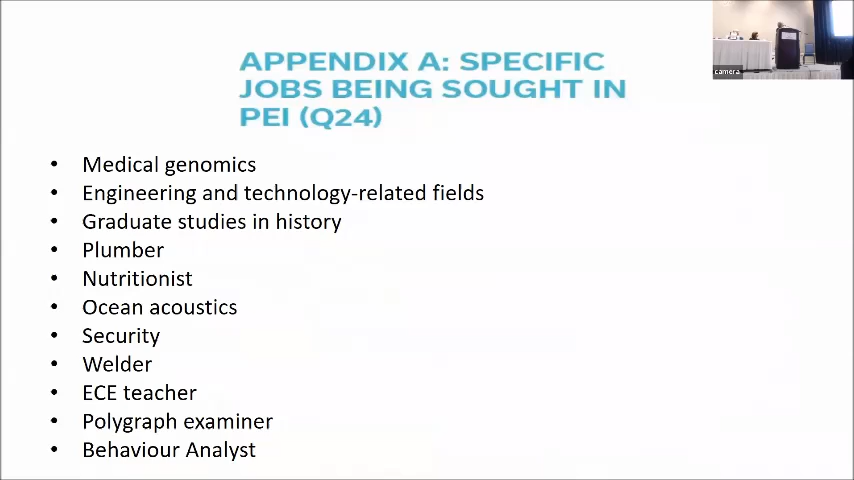 camera
APPENDIX A: SPECIFIC
JOBS BEING SOUGHT IN
PEI (Q24)
• Medical genomics
• Engineering and technology-related fields
• Graduate studies in history
• Plumber
• Nutritionist
• Ocean acoustics
• Security
• Welder
• ECE teacher
• Polygraph examiner
• Behaviour Analyst